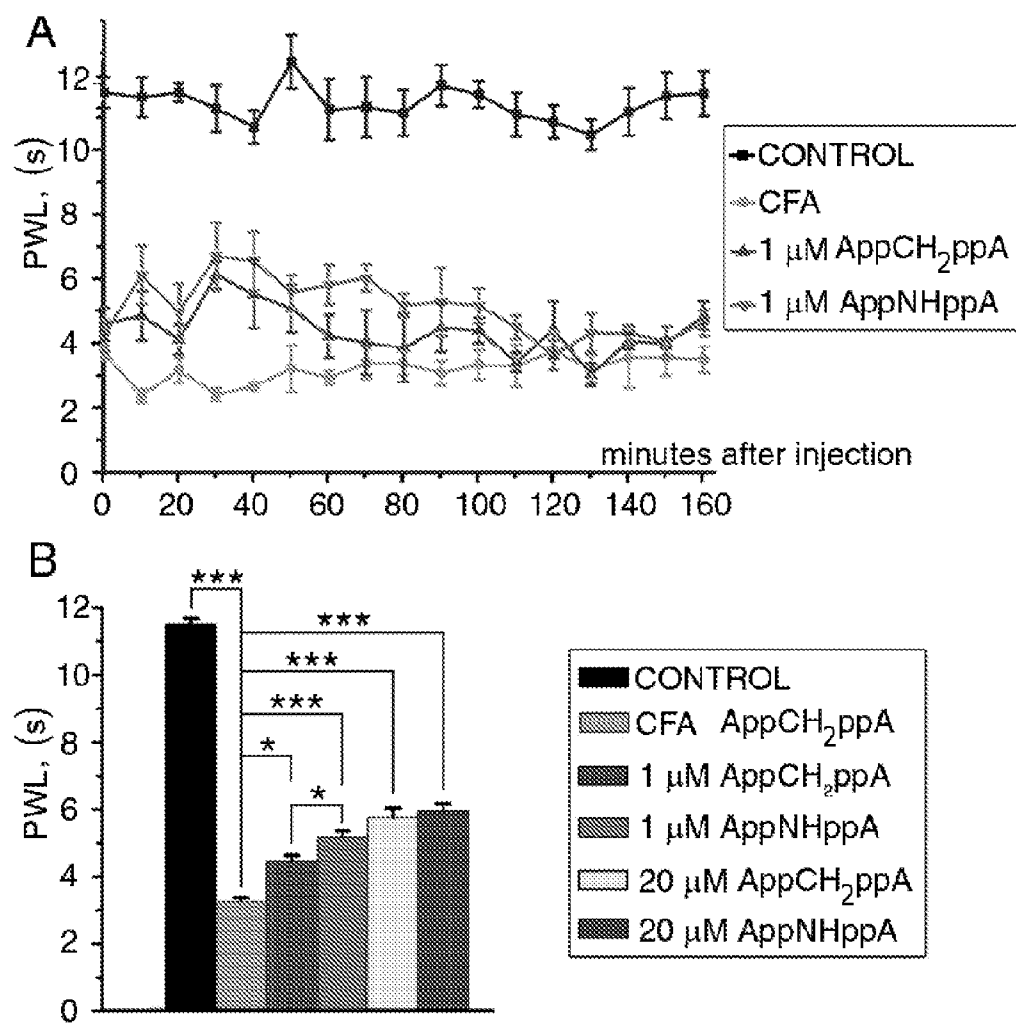 A
PWL, (s)
12
10
8
6
4
2
0
0 20 40 60 80 100 120 140 160
minutes after injection
CONTROL
CFA
1 μM AppCH2ppA
1 μM AppNHppA
B
PWL, (s)
12
10
8
6
4
2
0
***
***
***
***
*
*
CONTROL
CFA AppCH2ppA
1 μM AppCH2ppA
1 μM AppNHppA
20 μM AppCH2ppA
20 μM AppNHppA